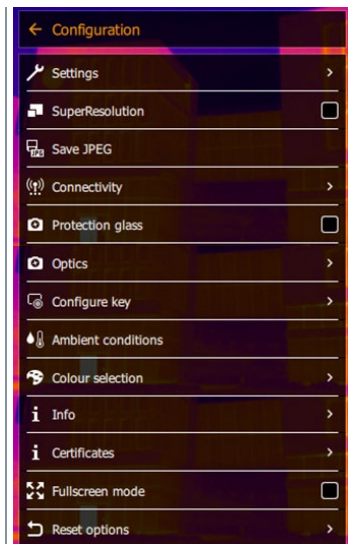 Configuration
Settings
SuperResolution
JPG
Save JPEG
Connectivity
Protection glass
Optics
Configure key
Ambient conditions
Colour selection
Info
Certificates
Fullscreen mode
Reset options